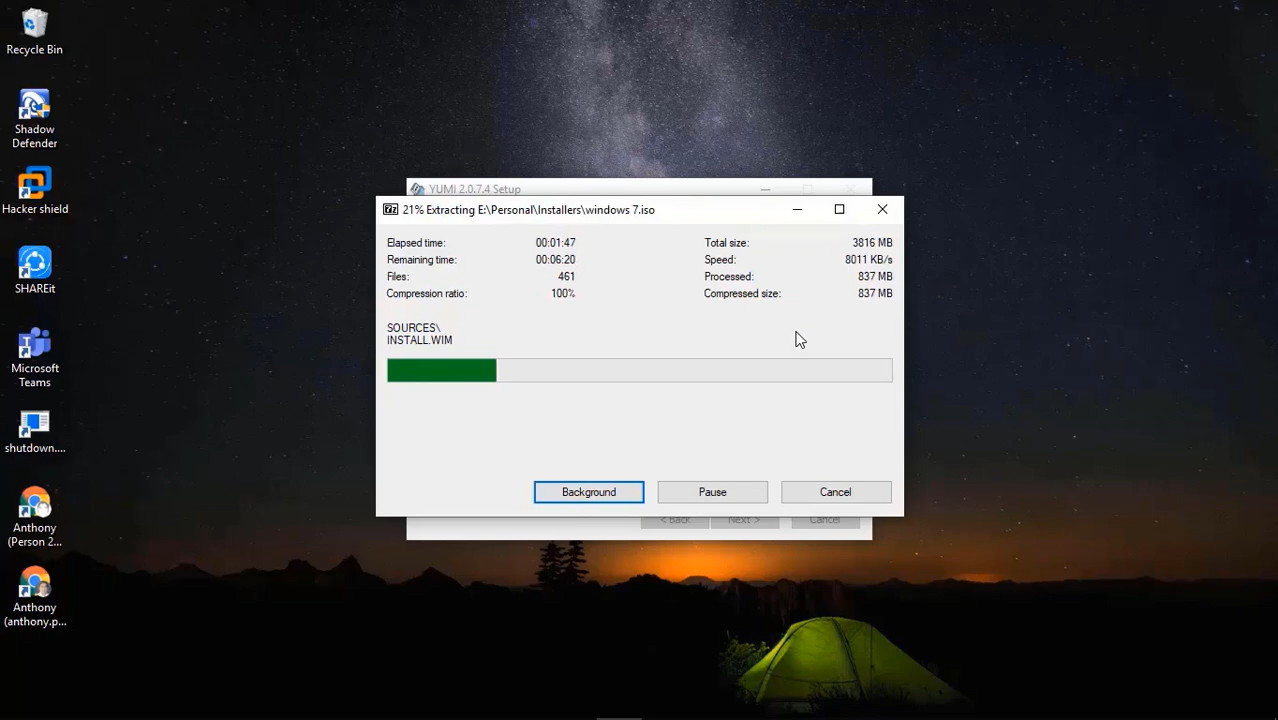 Recycle Bin
Shadow
Defender
Hacker shield
SHAREit
Microsoft
Teams
shutdown....
Anthony
(Person 2...
Anthony
(anthony.p...
YUMI 2.0.7.4 Setup
7z 21% Extracting E:\Personal\Installers\windows 7.iso
Elapsed time: 00:01:47 Total size: 3816 MB
Remaining time: 00:06:20 Speed: 8011 KB/s
Files: 461 Processed: 837 MB
Compression ratio: 100% Compressed size: 837 MB
SOURCES\
INSTALL.WIM
Background Pause Cancel
< Back Next > Cancel